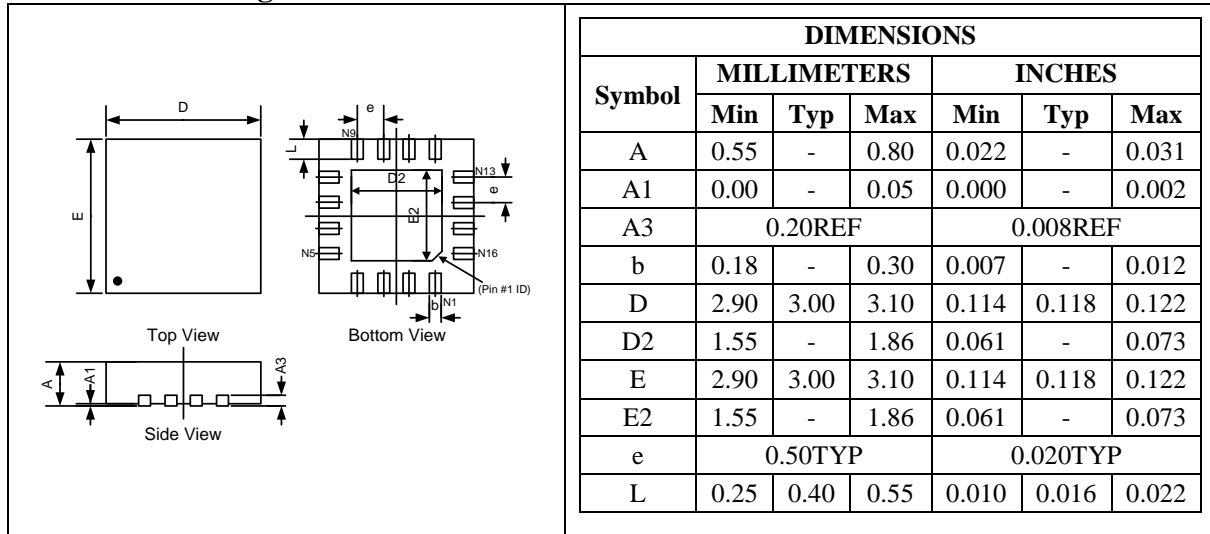 D
E
Top View
A
A1
A3
Side View
e
N9
L
D2
N13
e
E2
N5
N16
(Pin #1 ID)
b
N1
Bottom View
DIMENSIONS
Symbol MILLIMETERS INCHES
Min Typ Max Min Typ Max
A 0.55 - 0.80 0.022 - 0.031
A1 0.00 - 0.05 0.000 - 0.002
A3 0.20REF 0.008REF
b 0.18 - 0.30 0.007 - 0.012
D 2.90 3.00 3.10 0.114 0.118 0.122
D2 1.55 - 1.86 0.061 - 0.073
E 2.90 3.00 3.10 0.114 0.118 0.122
E2 1.55 - 1.86 0.061 - 0.073
e 0.50TYP 0.020TYP
L 0.25 0.40 0.55 0.010 0.016 0.022